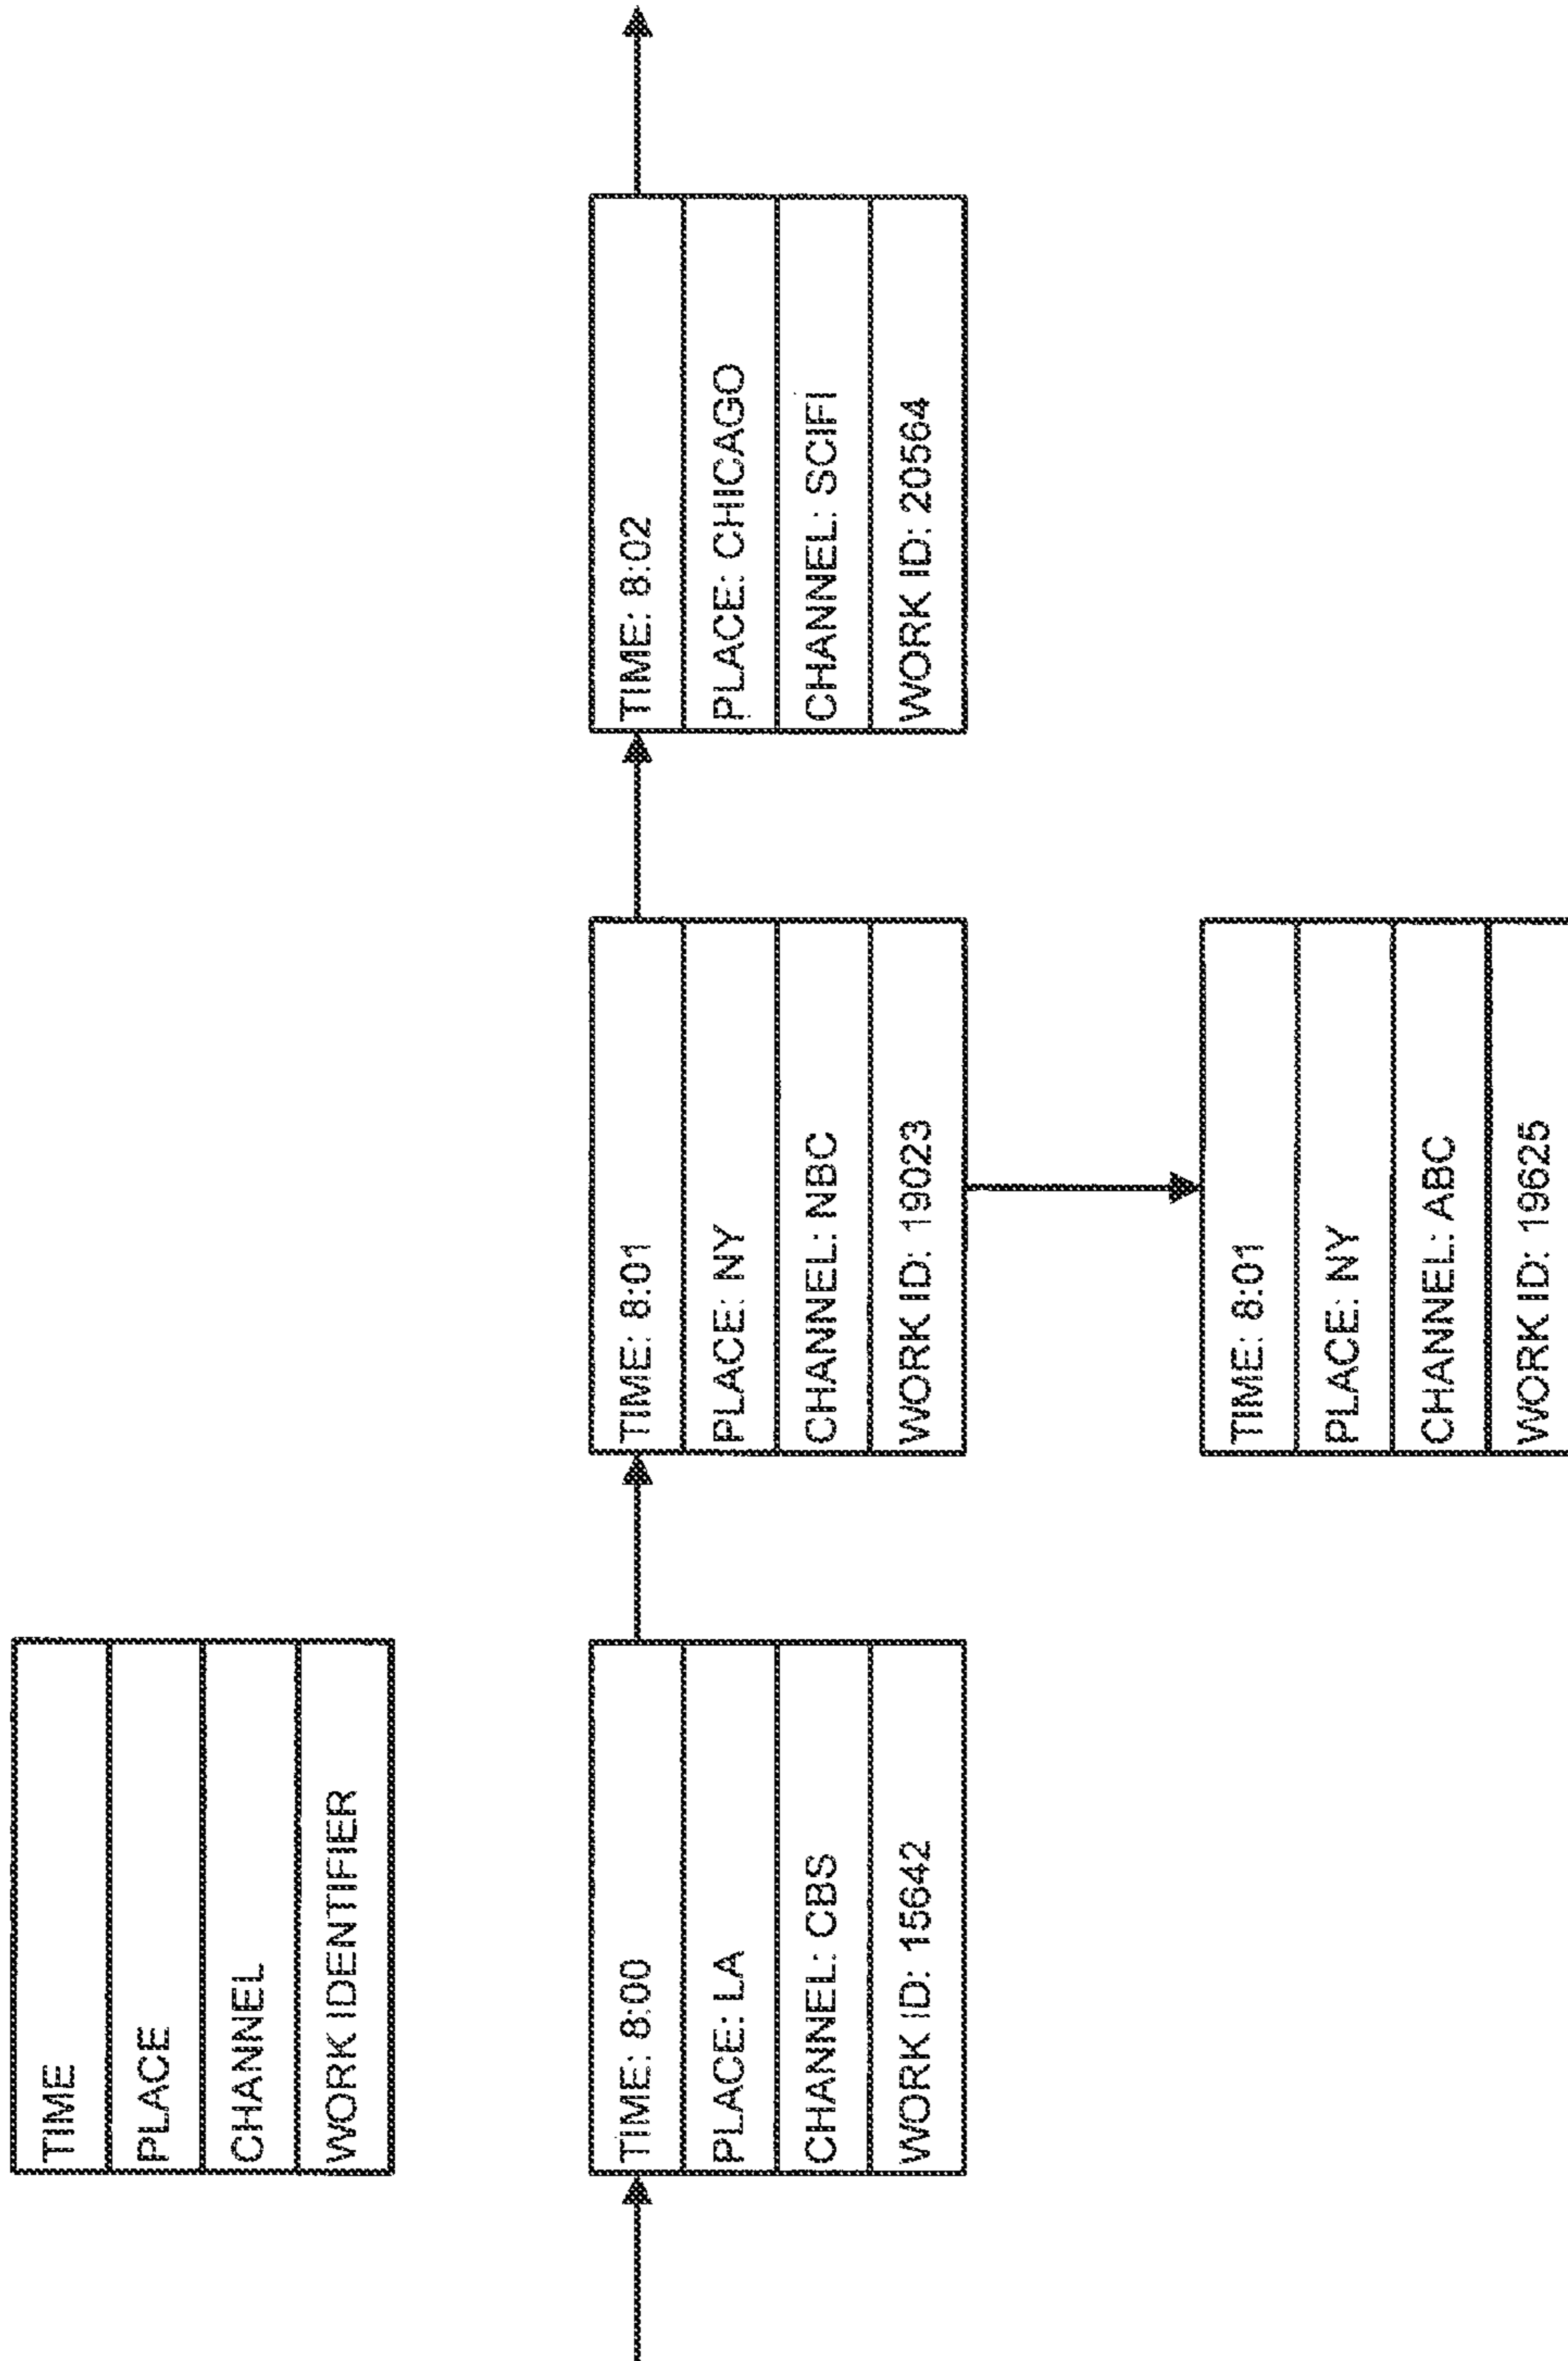 TIME
PLACE
CHANNEL
WORK IDENTIFIER
TIME: 8:00
PLACE: LA
CHANNEL: CBS
WORK ID: 15642
TIME: 8:01
PLACE: NY
CHANNEL: NBC
WORK ID: 19023
TIME: 8:02
PLACE: CHICAGO
CHANNEL: SCIFI
WORK ID: 20564
TIME: 8:01
PLACE: NY
CHANNEL: ABC
WORK ID: 19625